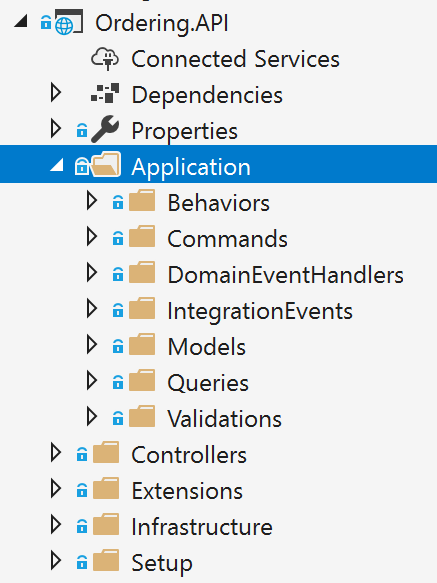 Ordering.API
Connected Services
Dependencies
Properties
Application
Behaviors
Commands
DomainEventHandlers
IntegrationEvents
Models
Queries
Validations
Controllers
Extensions
Infrastructure
Setup